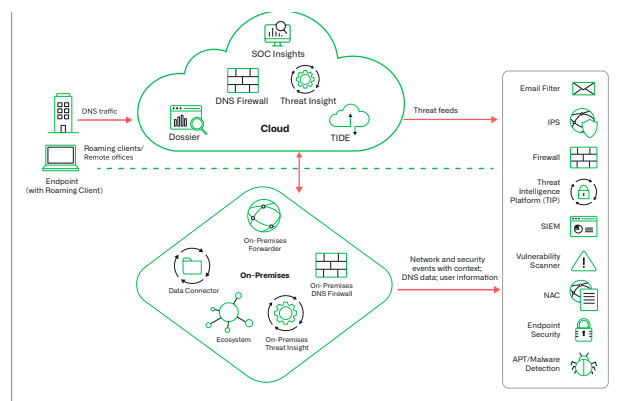 SOC Insights
DNS Firewall
Threat Insight
Dossier
Cloud
TIDE
DNS traffic
Threat feeds
Roaming clients/
Remote offices
Endpoint
(with Roaming Client)
On-Premises
Forwarder
On-Premises
Data Connector
On-Premises
DNS Firewall
Ecosystem
On-Premises
Threat Insight
Network and security
events with context;
DNS data; user information
Email Filter
IPS
Firewall
Threat
Intelligence
Platform (TIP)
SIEM
Vulnerability
Scanner
NAC
Endpoint
Security
APT/Malware
Detection